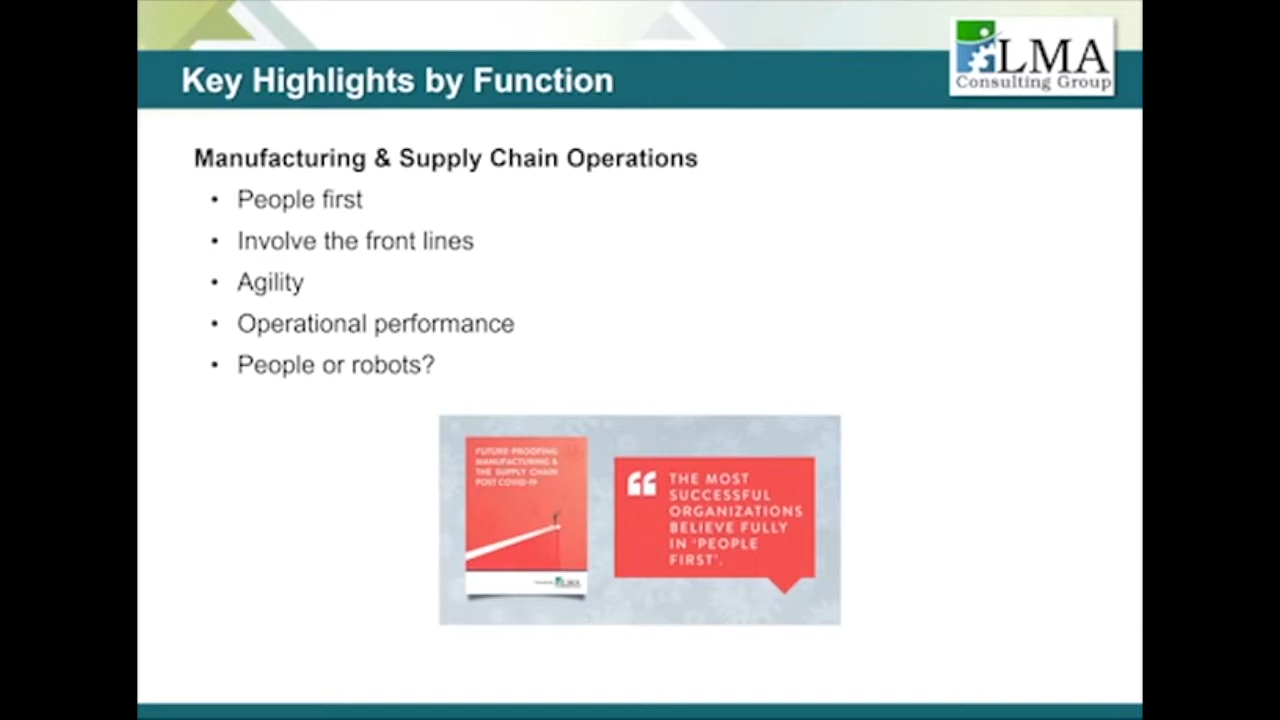 Key Highlights by Function
LMA
Consulting Group
Manufacturing & Supply Chain Operations
• People first
• Involve the front lines
• Agility
• Operational performance
• People or robots?
FUTURE-PROOFING
MANUFACTURING &
THE SUPPLY CHAIN
POST COVID-19
LMA
“ THE MOST
SUCCESSFUL
ORGANIZATIONS
BELIEVE FULLY
IN 'PEOPLE
FIRST'.